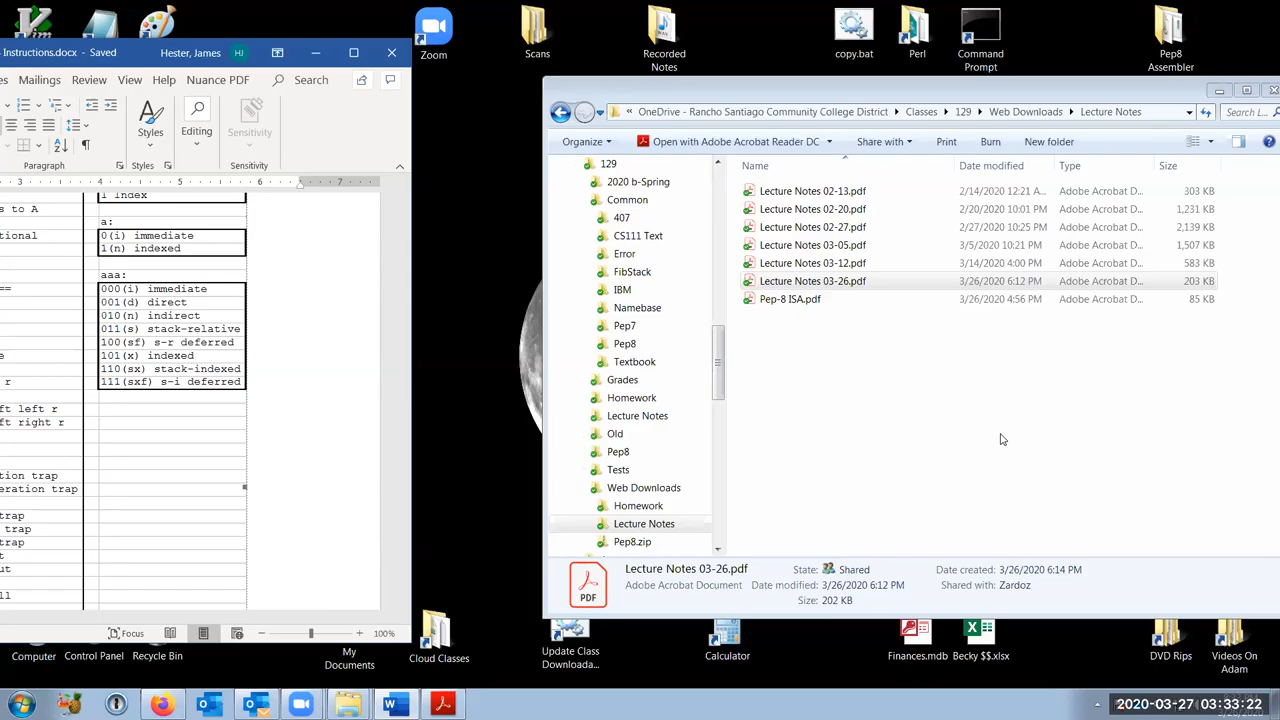 Zoom
Scans
Recorded
Notes
copy.bat
Perl
Command
Prompt
Pep8
Assembler
Instructions.docx - Saved
Hester, James
HJ
Mailings Review View Help Nuance PDF Search
Styles
Editing
Sensitivity
Paragraph
Styles
Sensitivity
3 4 5 6 7
1 index
s to A
a:
ional
0(i) immediate
1(n) indexed
aaa:
==
000(i) immediate
001(d) direct
010(n) indirect
011(s) stack-relative
100(sf) s-r deferred
e
101(x) indexed
110(sx) stack-indexed
r
111(sxf) s-i deferred
ft left r
ft right r
ion trap
eration trap
trap
trap
trap
t
ut
ll
Focus
100%
« OneDrive - Rancho Santiago Community College District Classes 129 Web Downloads Lecture Notes
Search L...
Organize Open with Adobe Acrobat Reader DC Share with Print Burn New folder
129
2020 b-Spring
Common
407
CS111 Text
Error
FibStack
IBM
Namebase
Pep7
Pep8
Textbook
Grades
Homework
Lecture Notes
Old
Pep8
Tests
Web Downloads
Homework
Lecture Notes
Pep8.zip
Name Date modified Type Size
Lecture Notes 02-13.pdf 2/14/2020 12:21 A... Adobe Acrobat D... 303 KB
Lecture Notes 02-20.pdf 2/20/2020 10:01 PM Adobe Acrobat D... 1,231 KB
Lecture Notes 02-27.pdf 2/27/2020 10:25 PM Adobe Acrobat D... 2,139 KB
Lecture Notes 03-05.pdf 3/5/2020 10:21 PM Adobe Acrobat D... 1,507 KB
Lecture Notes 03-12.pdf 3/14/2020 4:00 PM Adobe Acrobat D... 583 KB
Lecture Notes 03-26.pdf 3/26/2020 6:12 PM Adobe Acrobat D... 203 KB
Pep-8 ISA.pdf 3/26/2020 4:56 PM Adobe Acrobat D... 85 KB
PDF
Lecture Notes 03-26.pdf State: Shared Date created: 3/26/2020 6:14 PM
Adobe Acrobat Document Date modified: 3/26/2020 6:12 PM Shared with: Zardoz
Size: 202 KB
Computer
Control Panel
Recycle Bin
My
Documents
Cloud Classes
Update Class
Downloada...
Calculator
Finances.mdb
Becky $$.xlsx
DVD Rips
Videos On
Adam
2020-03-27 03:33:22